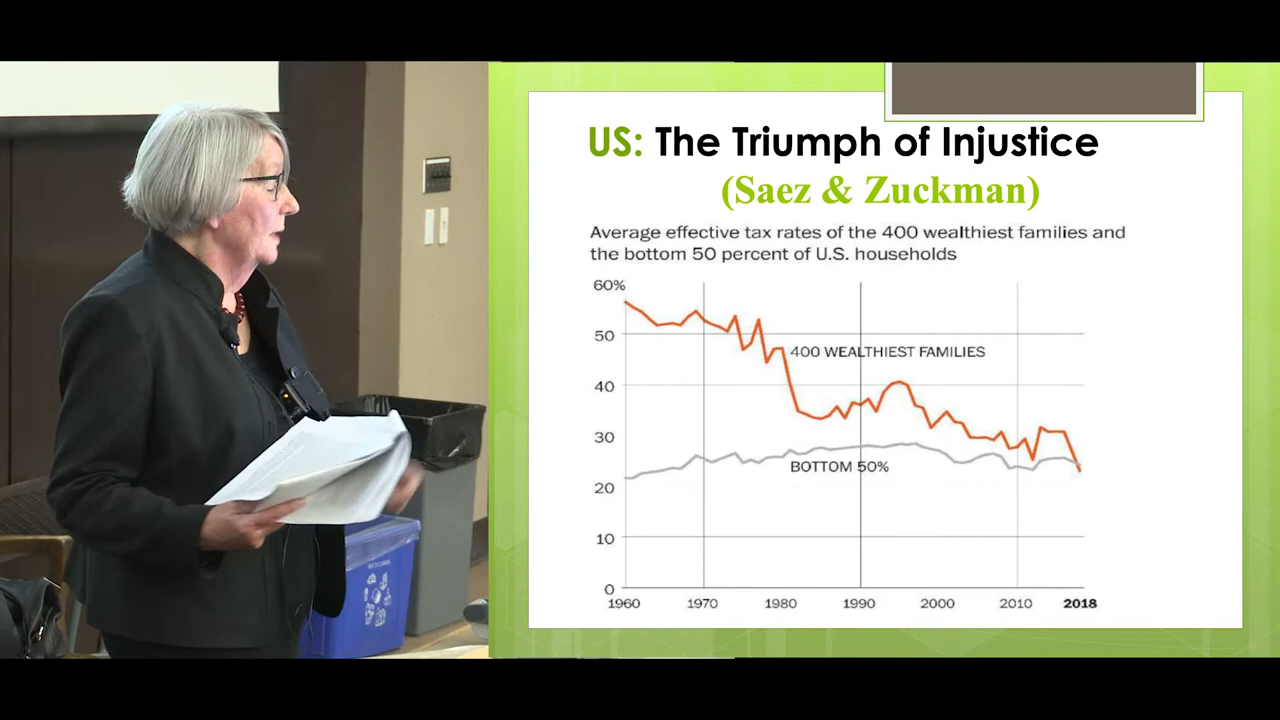 US: The Triumph of Injustice
(Saez & Zuckman)
Average effective tax rates of the 400 wealthiest families and
the bottom 50 percent of U.S. households
60%
50
400 WEALTHIEST FAMILIES
40
30
BOTTOM 50%
20
10
0
1960 1970 1980 1990 2000 2010 2018